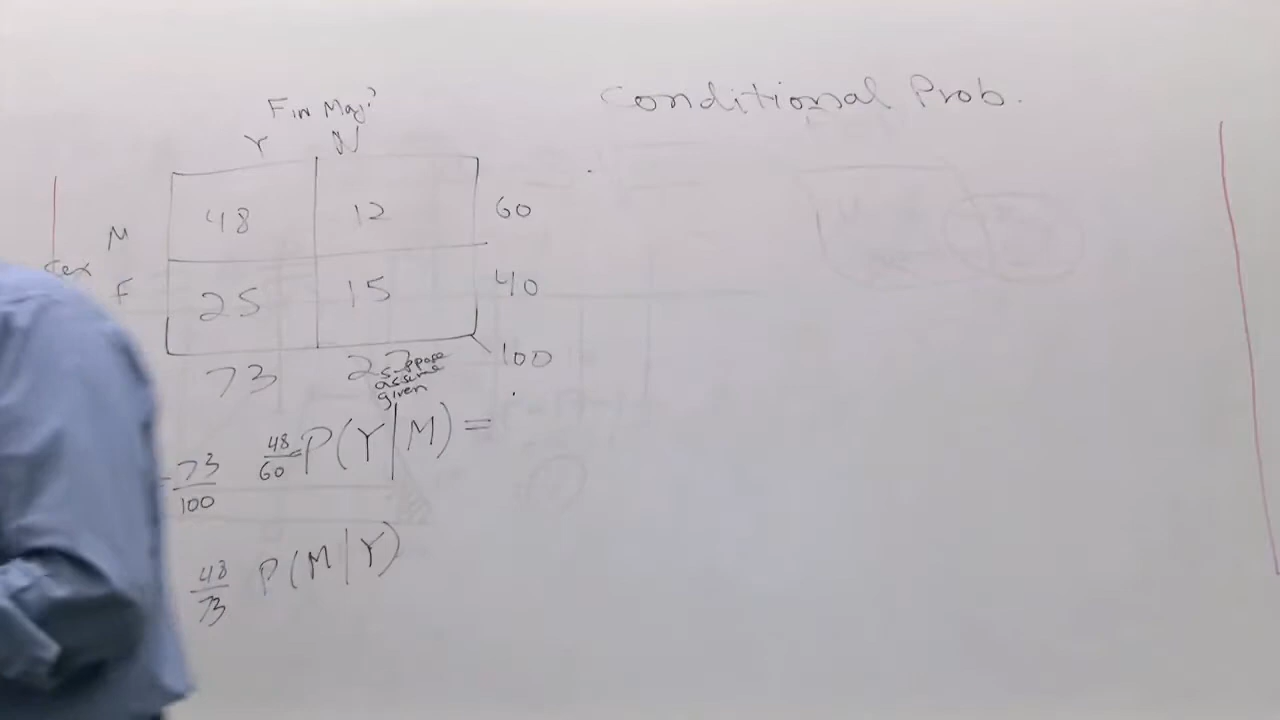 Conditional Prob.
Fin Maj?
Y N
M 48 12 60
Sex
F 25 15 40
73 27 100
suppose
assume
given
73/100
48/60 = P(Y|M) =
48/73 P(M|Y)